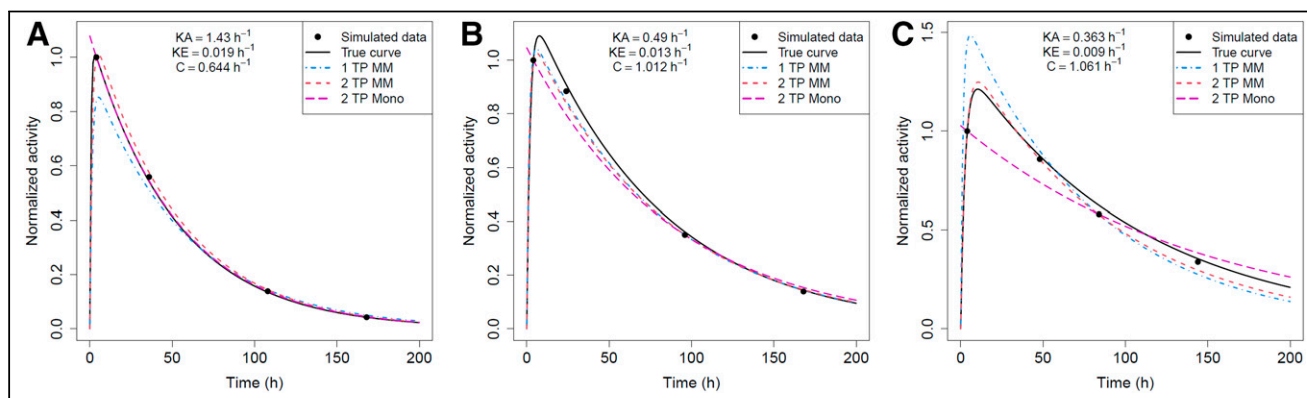 A
KA = 1.43 h⁻¹
KE = 0.019 h⁻¹
C = 0.644 h⁻¹
Simulated data
True curve
1 TP MM
2 TP MM
2 TP Mono
Normalized activity
1.0
0.8
0.6
0.4
0.2
0.0
0 50 100 150 200
Time (h)
B
KA = 0.49 h⁻¹
KE = 0.013 h⁻¹
C = 1.012 h⁻¹
Simulated data
True curve
1 TP MM
2 TP MM
2 TP Mono
Normalized activity
1.0
0.8
0.6
0.4
0.2
0.0
0 50 100 150 200
Time (h)
C
KA = 0.363 h⁻¹
KE = 0.009 h⁻¹
C = 1.061 h⁻¹
Simulated data
True curve
1 TP MM
2 TP MM
2 TP Mono
Normalized activity
1.5
1.0
0.5
0.0
0 50 100 150 200
Time (h)